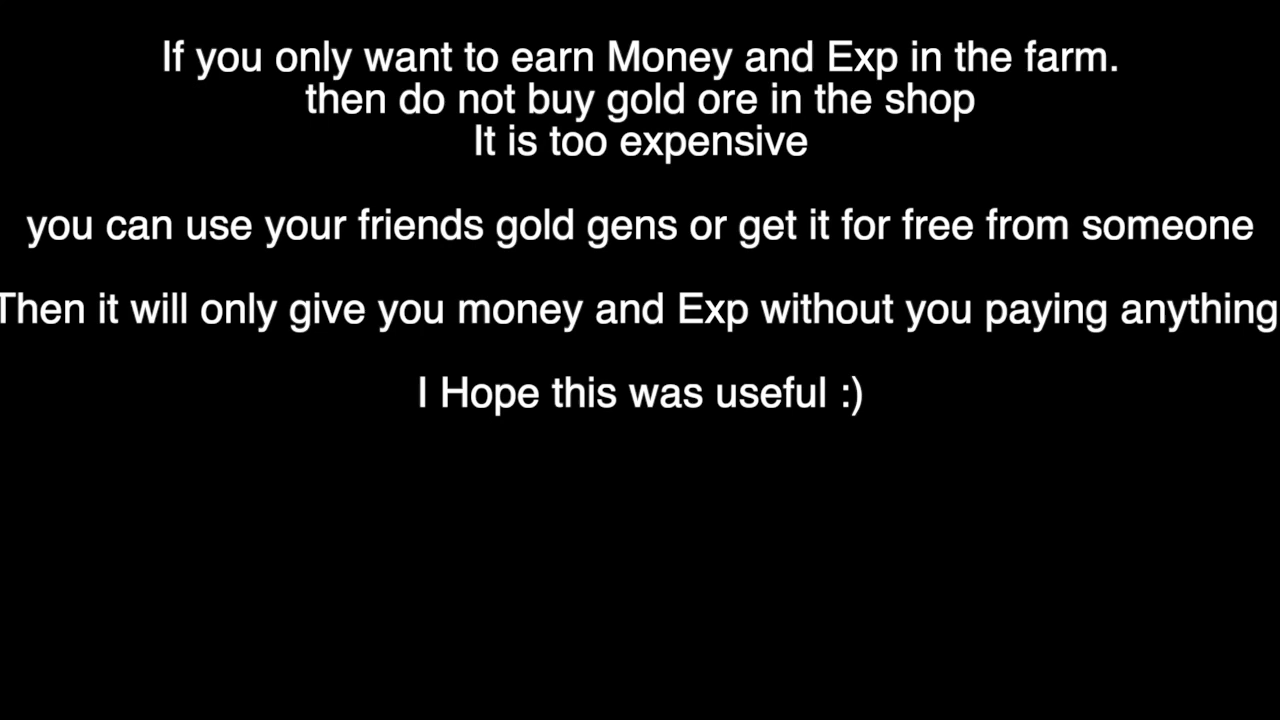 If you only want to earn Money and Exp in the farm.
then do not buy gold ore in the shop
It is too expensive
you can use your friends gold gens or get it for free from someone
Then it will only give you money and Exp without you paying anything
I Hope this was useful :)